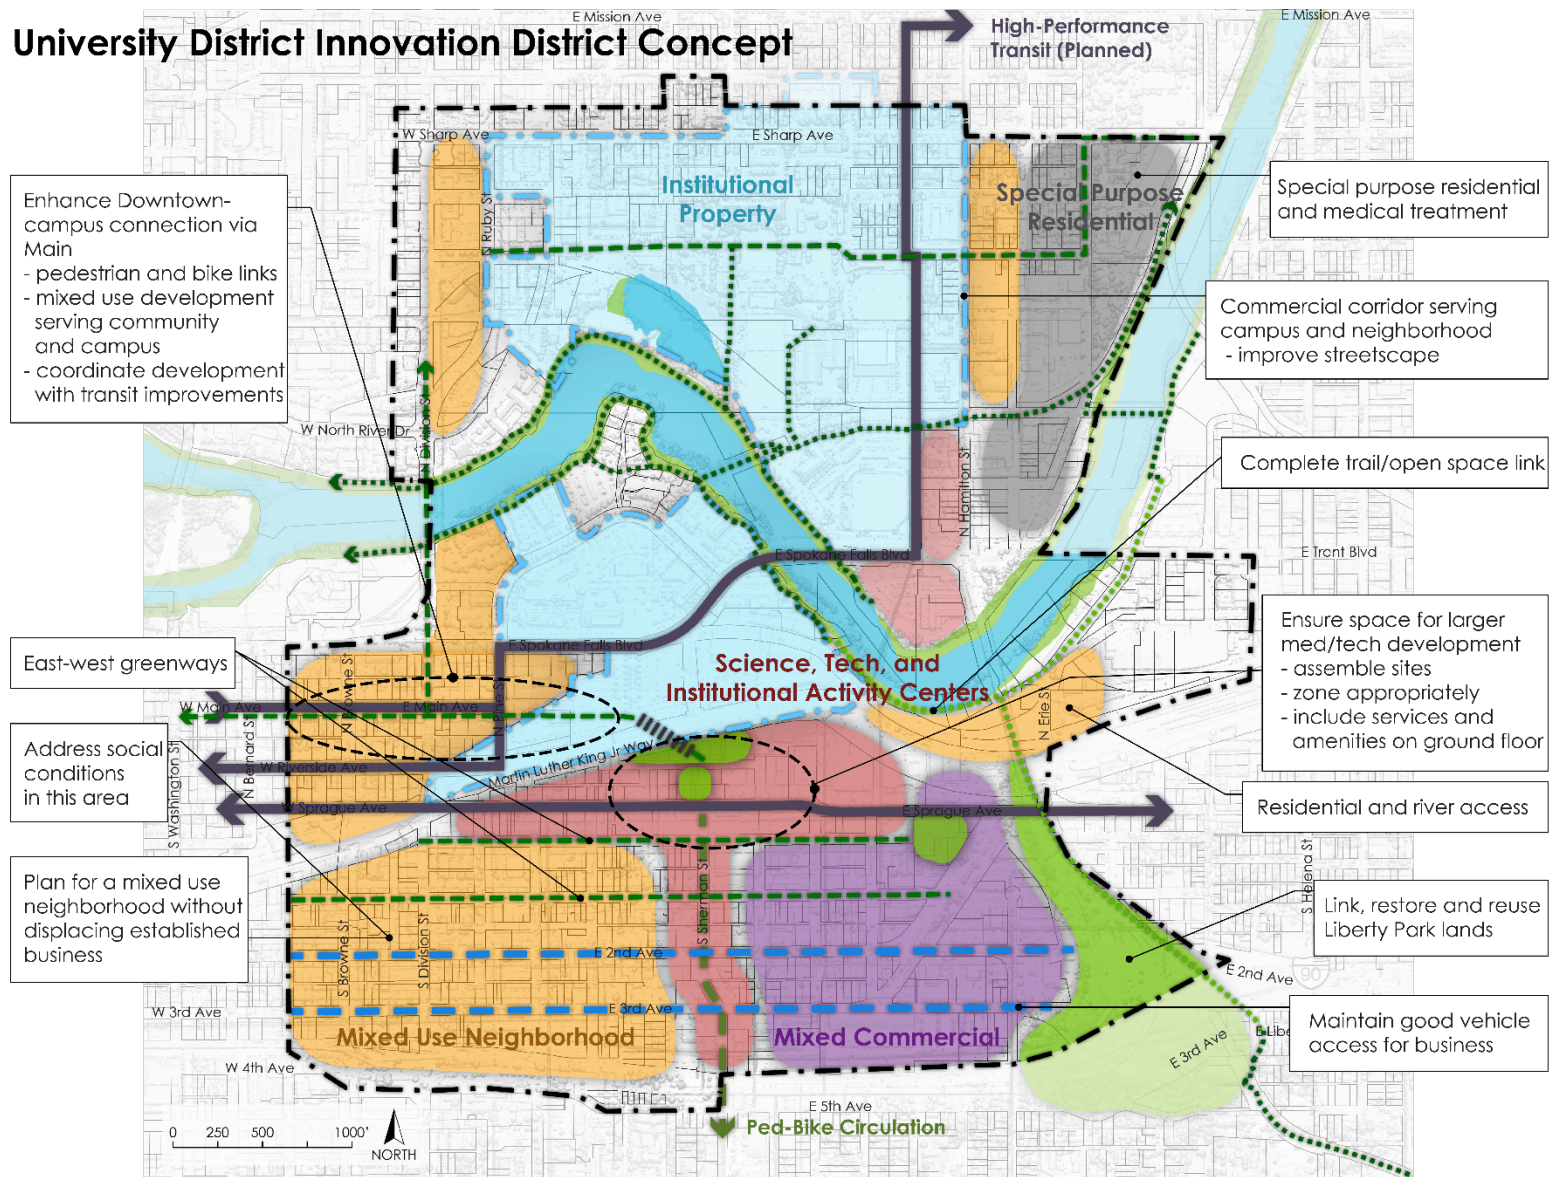 University District Innovation District Concept
E Mission Ave
E Mission Ave
High-Performance
Transit (Planned)
W Sharp Ave
E Sharp Ave
Institutional
Property
Special Purpose
Residential
Special purpose residential
and medical treatment
Enhance Downtown-
campus connection via
Main
- pedestrian and bike links
- mixed use development
serving community
and campus
- coordinate development
with transit improvements
N Ruby St
Commercial corridor serving
campus and neighborhood
- improve streetscape
W North River Dr
N Division St
N Hamilton St
Complete trail/open space link
E Spokane Falls Blvd
E Trent Blvd
Ensure space for larger
med/tech development
- assemble sites
- zone appropriately
- include services and
amenities on ground floor
East-west greenways
E Spokane Falls Blvd
Science, Tech, and
Institutional Activity Centers
N Browne St
N Pine St
N Erie St
W Main Ave
E Main Ave
N Bernard St
S Washington St
Address social
conditions
in this area
W Riverside Ave
Martin Luther King Jr Way
W Sprague Ave
E Sprague Ave
Residential and river access
S Helena St
Plan for a mixed use
neighborhood without
displacing established
business
S Browne St
S Division St
S Sherman St
Link, restore and reuse
Liberty Park lands
E 2nd Ave
E 2nd Ave
90
W 3rd Ave
E 3rd Ave
E 3rd Ave
Maintain good vehicle
access for business
Mixed Use Neighborhood
Mixed Commercial
W 4th Ave
E 5th Ave
Ped-Bike Circulation
0 250 500 1000'
NORTH